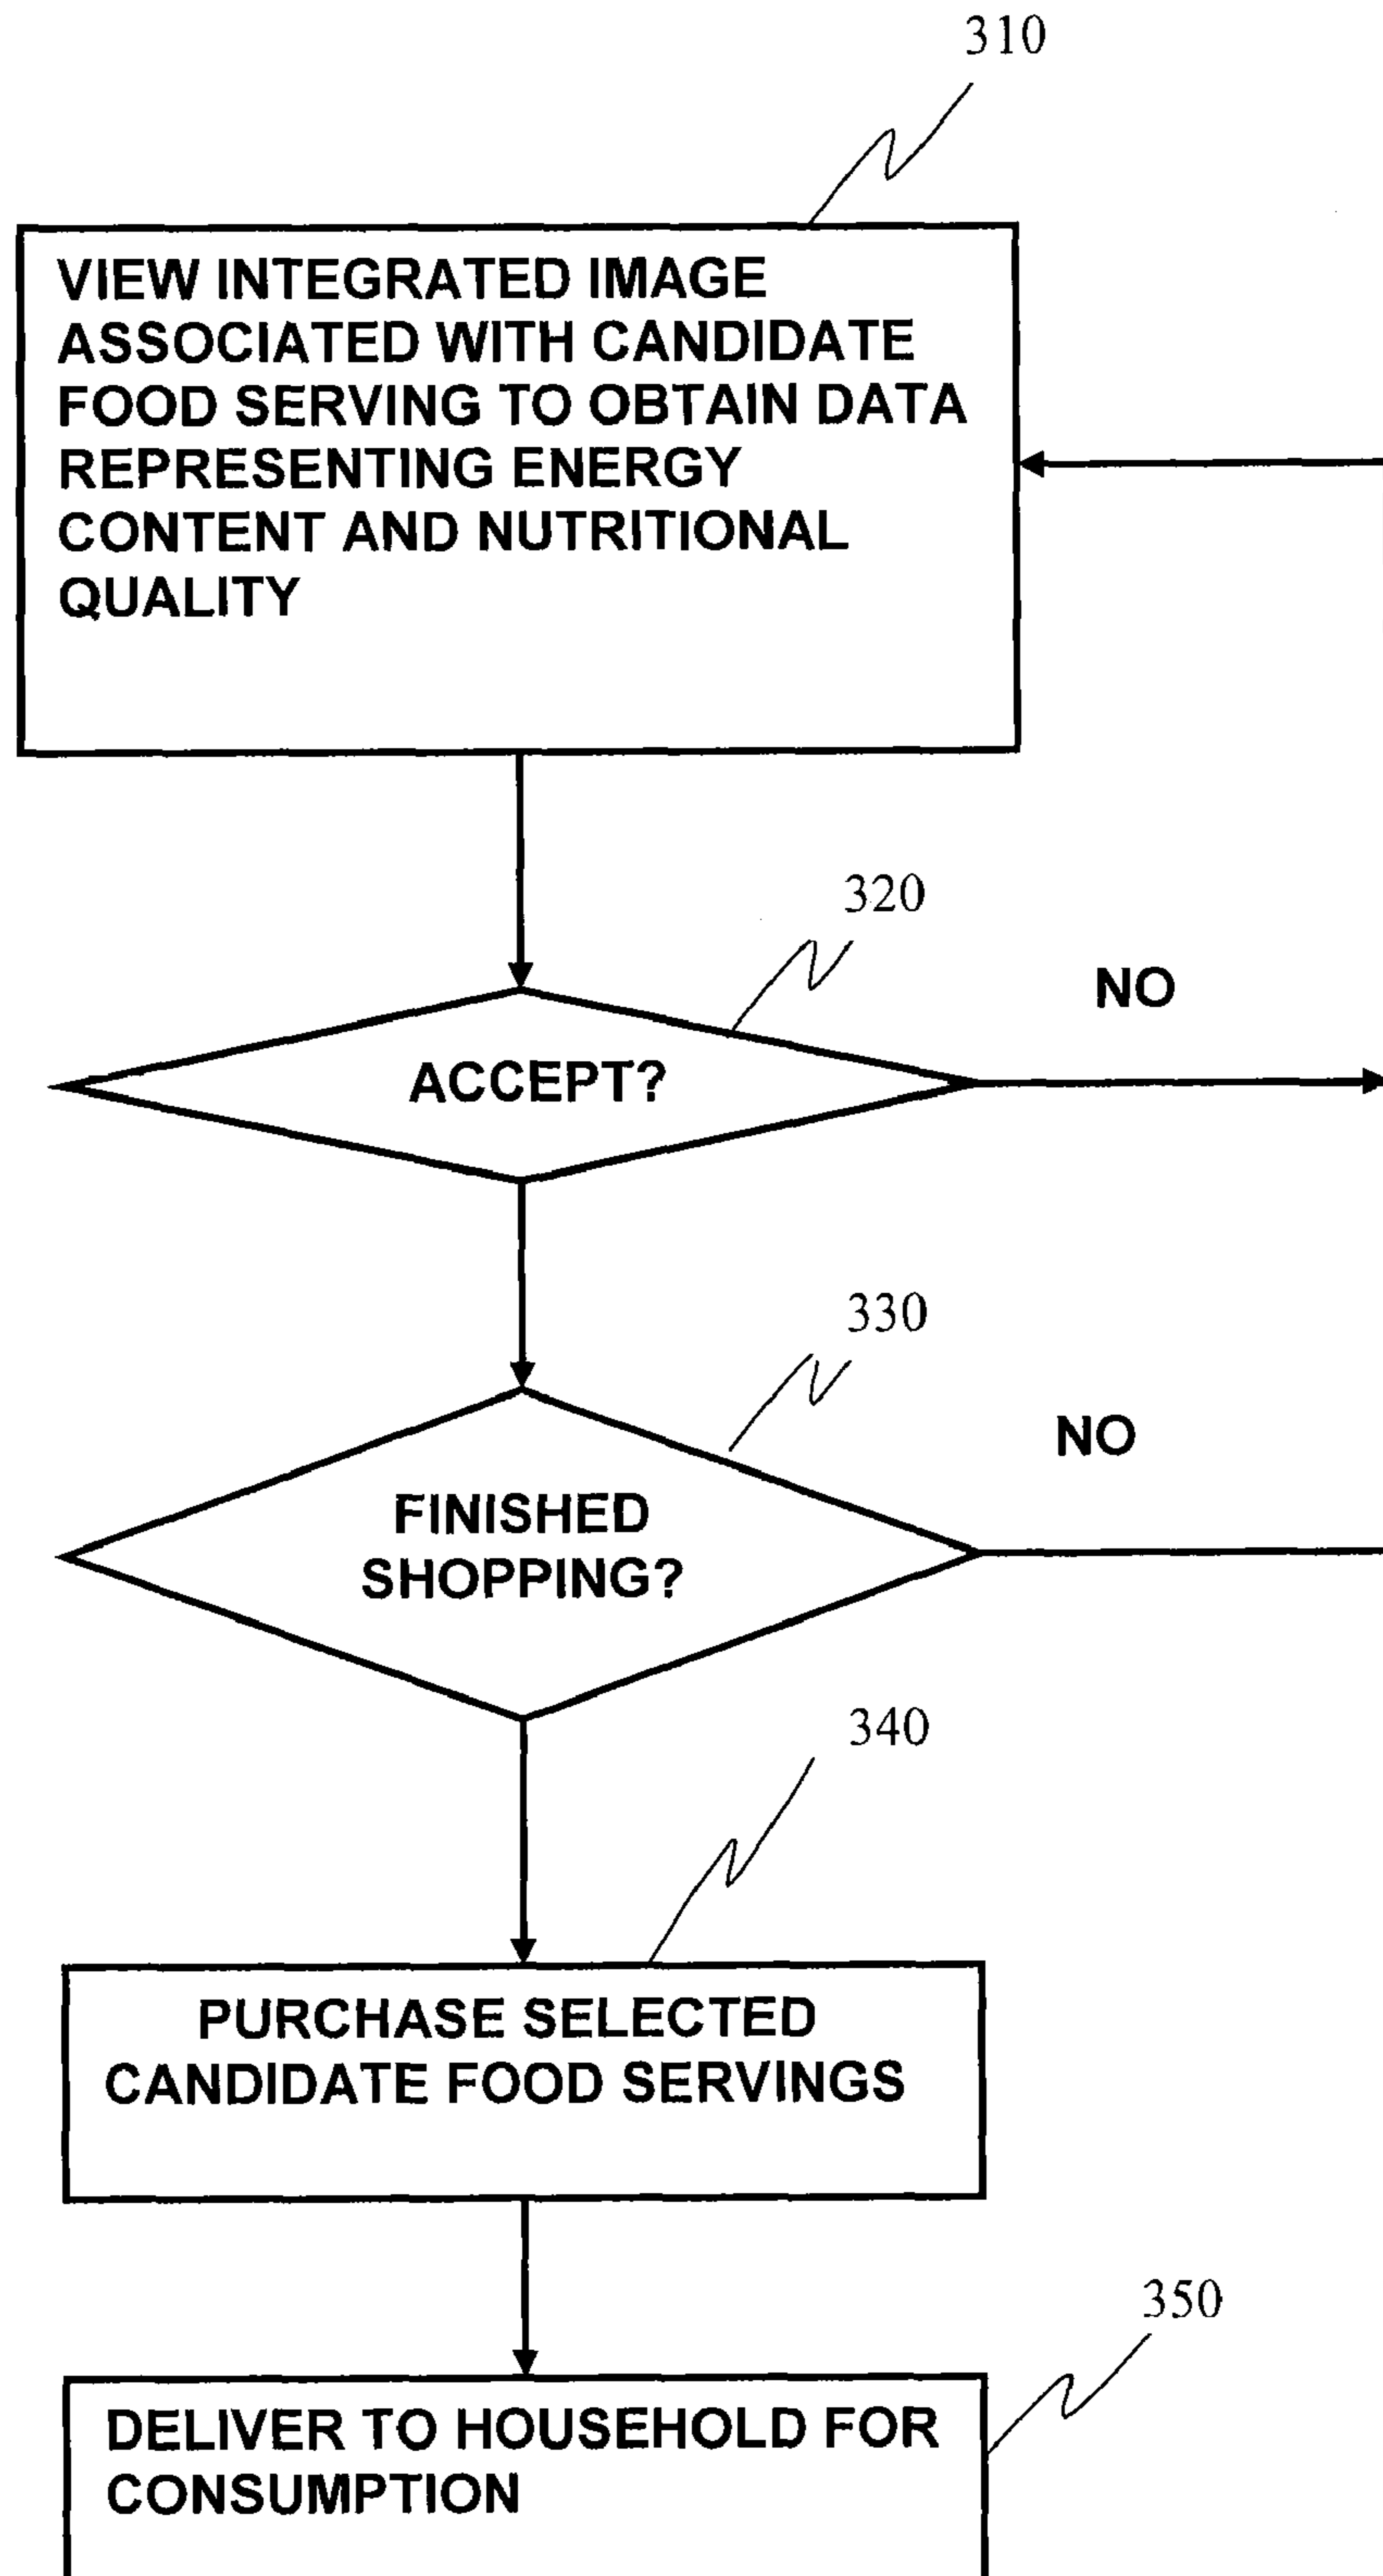 310
VIEW INTEGRATED IMAGE
ASSOCIATED WITH CANDIDATE
FOOD SERVING TO OBTAIN DATA
REPRESENTING ENERGY
CONTENT AND NUTRITIONAL
QUALITY
320
NO
ACCEPT?
330
NO
FINISHED
SHOPPING?
340
PURCHASE SELECTED
CANDIDATE FOOD SERVINGS
350
DELIVER TO HOUSEHOLD FOR
CONSUMPTION